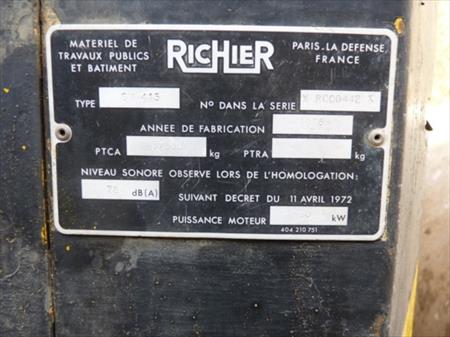 MATERIEL DE
TRAVAUX PUBLICS
ET BATIMENT
RICHIER
PARIS-LA DEFENSE
FRANCE
TYPE
Nº DANS LA SERIE
ANNEE DE FABRICATION
PTCA kg PTRA kg
NIVEAU SONORE OBSERVE LORS DE L'HOMOLOGATION:
78 dB(A) SUIVANT DECRET DU 11 AVRIL 1972
PUISSANCE MOTEUR kW
404 210 751